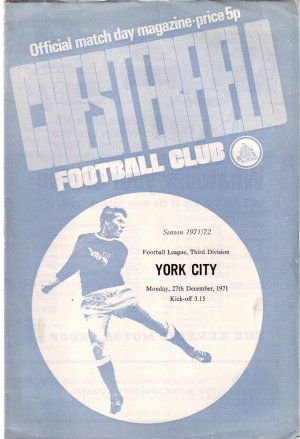 Official match day magazine-price 5p
CHESTERFIELD
FOOTBALL CLUB
Season 1971/72
Football League, Third Division
YORK CITY
Monday, 27th December, 1971
Kick-off 3.15